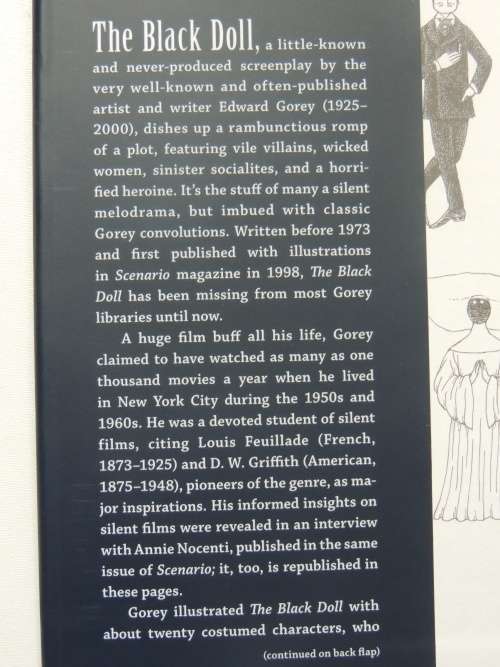 The Black Doll, a little-known
and never-produced screenplay by the
very well-known and often-published
artist and writer Edward Gorey (1925–
2000), dishes up a rambunctious romp
of a plot, featuring vile villains, wicked
women, sinister socialites, and a horri-
fied heroine. It's the stuff of many a silent
melodrama, but imbued with classic
Gorey convolutions. Written before 1973
and first published with illustrations
in Scenario magazine in 1998, The Black
Doll has been missing from most Gorey
libraries until now.
A huge film buff all his life, Gorey
claimed to have watched as many as one
thousand movies a year when he lived
in New York City during the 1950s and
1960s. He was a devoted student of silent
films, citing Louis Feuillade (French,
1873–1925) and D. W. Griffith (American,
1875–1948), pioneers of the genre, as ma-
jor inspirations. His informed insights on
silent films were revealed in an interview
with Annie Nocenti, published in the same
issue of Scenario; it, too, is republished in
these pages.
Gorey illustrated The Black Doll with
about twenty costumed characters, who
(continued on back flap)